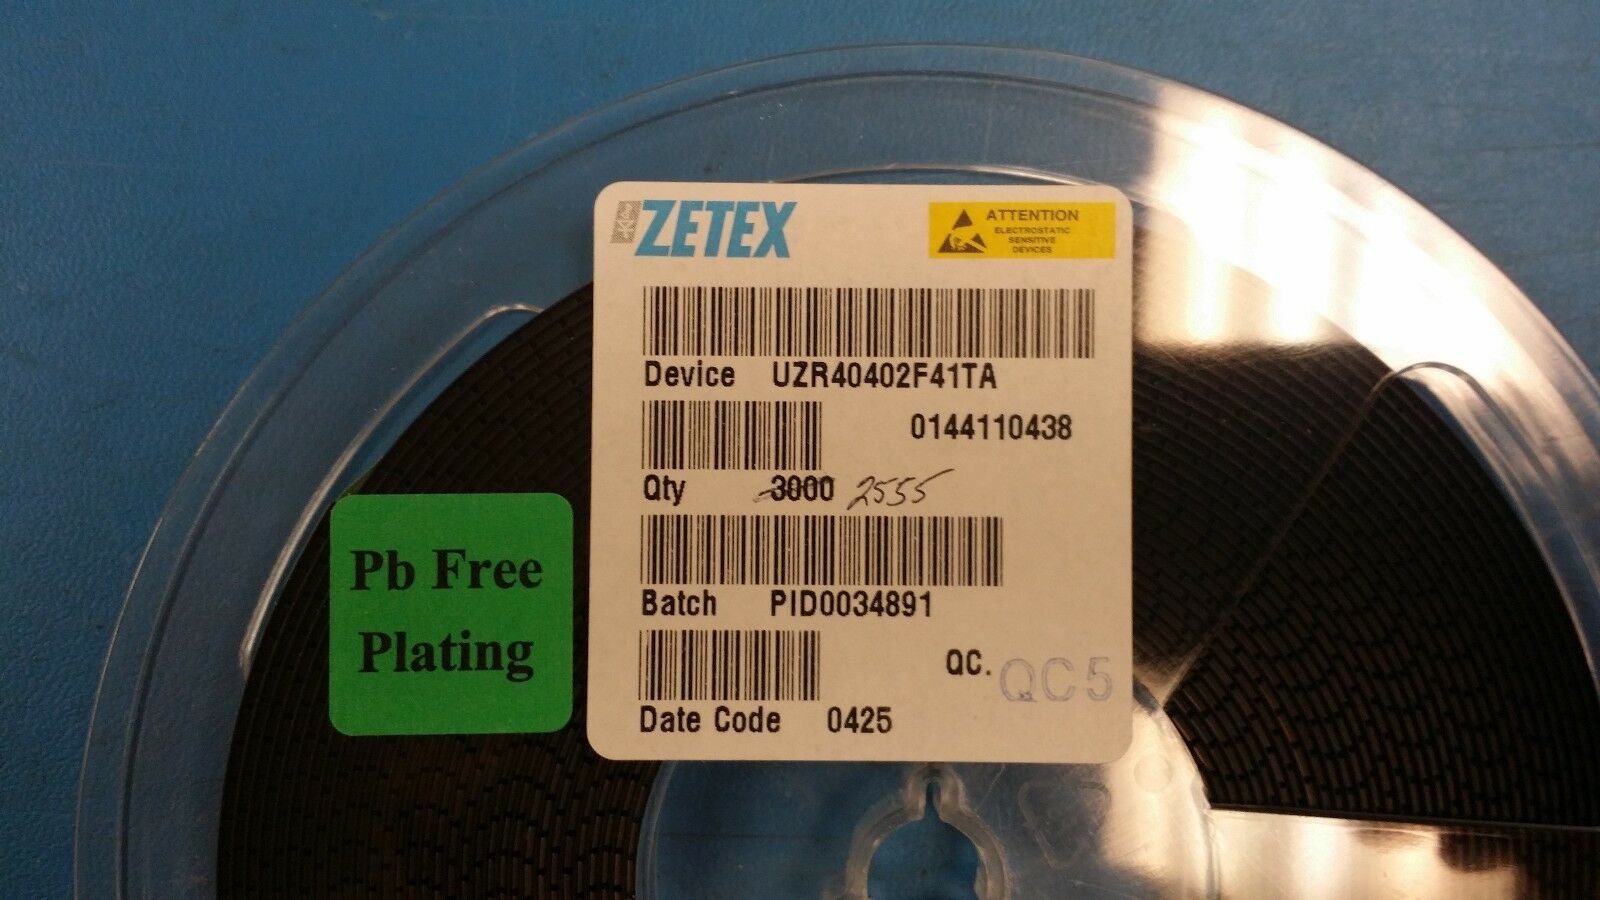 ZETEX
ATTENTION
ELECTROSTATIC
SENSITIVE
DEVICES
Device UZR40402F41TA
0144110438
Qty 3000 2555
Batch PID0034891
QC. QC5
Date Code 0425
Pb Free
Plating